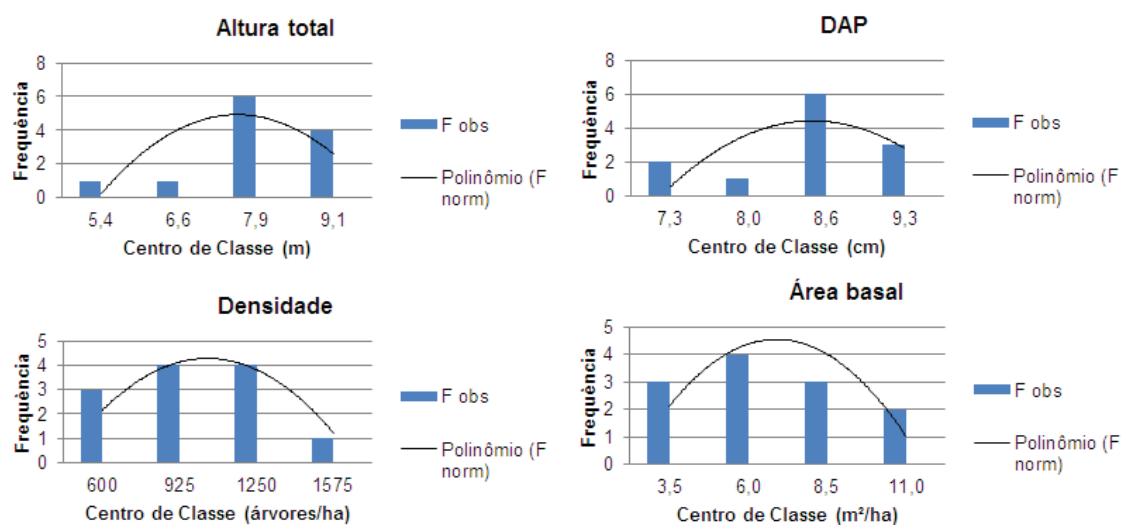 Altura total
Frequência
8
6
4
2
0
5,4 6,6 7,9 9,1
Centro de Classe (m)
F obs
Polinômio (F
norm)
DAP
Frequência
8
6
4
2
0
7,3 8,0 8,6 9,3
Centro de Classe (cm)
F obs
Polinômio (F
norm)
Densidade
Frequência
5
4
3
2
1
0
600 925 1250 1575
Centro de Classe (árvores/ha)
F obs
Polinômio (F
norm)
Área basal
Frequência
5
4
3
2
1
0
3,5 6,0 8,5 11,0
Centro de Classe (m²/ha)
F obs
Polinômio (F
norm)